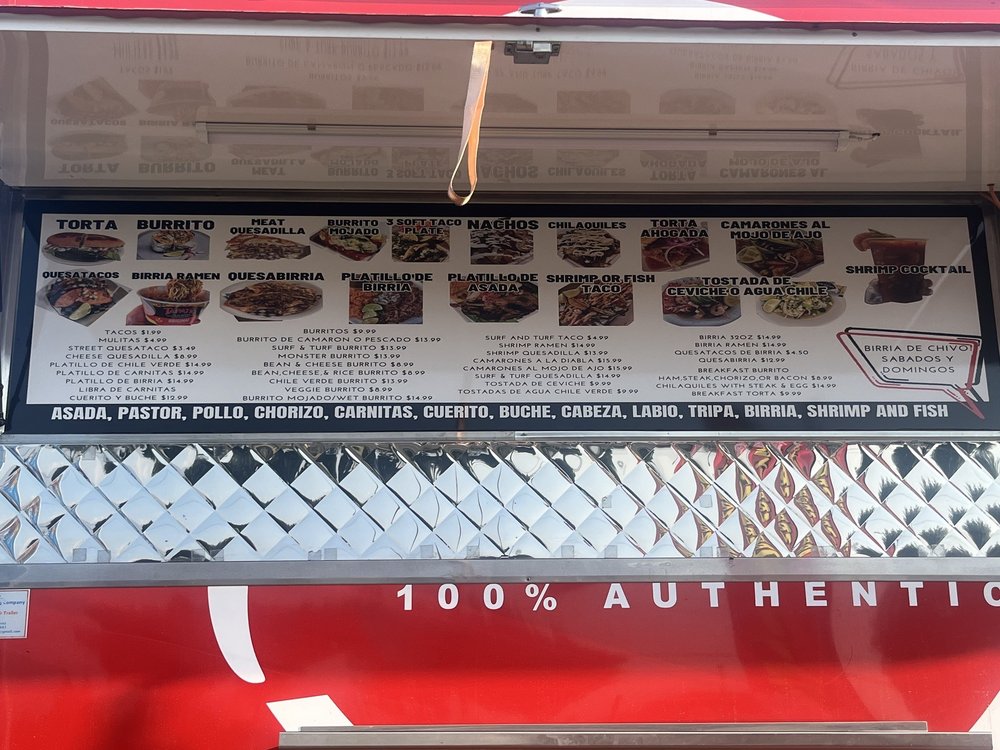 TORTA
BURRITO
MEAT
QUESADILLA
BURRITO
MOJADO
3 SOFT TACO
PLATE
NACHOS
CHILAQUILES
TORTA
AHOGADA
CAMARONES AL
MOJO DE AJO
SHRIMP COCKTAIL
QUESATACOS
BIRRIA RAMEN
QUESABIRRIA
PLATILLO DE
BIRRIA
PLATILLO DE
ASADA
SHRIMP OR FISH
TACO
TOSTADA DE
CEVICHE O AGUA CHILE
TACOS $1.99
MULITAS $4.99
STREET QUESATACO $3.49
CHEESE QUESADILLA $8.99
PLATILLO DE CHILE VERDE $14.99
PLATILLO DE CARNITAS $14.99
PLATILLO DE BIRRIA $14.99
LIBRA DE CARNITAS
CUERITO Y BUCHE $12.99
BURRITOS $9.99
BURRITO DE CAMARON O PESCADO $13.99
SURF & TURF BURRITO $13.99
MONSTER BURRITO $13.99
BEAN & CHEESE BURRITO $8.99
BEAN,CHEESE & RICE BURRITO $8.99
CHILE VERDE BURRITO $13.99
VEGGIE BURRITO $8.99
BURRITO MOJADO/WET BURRITO $14.99
SURF AND TURF TACO $4.99
SHRIMP RAMEN $14.99
SHRIMP QUESADILLA $13.99
CAMARONES A LA DIABLA $15.99
CAMARONES AL MOJO DE AJO $15.99
SURF & TURF QUESADILLA $14.99
TOSTADA DE CEVICHE $9.99
TOSTADAS DE AGUA CHILE VERDE $9.99
BIRRIA 32OZ $14.99
BIRRIA RAMEN $14.99
QUESATACOS DE BIRRIA $4.50
QUESABIRRIA $12.99
BREAKFAST BURRITO
HAM,STEAK,CHORIZO,OR BACON $8.99
CHILAQUILES WITH STEAK & EGG $14.99
BREAKFAST TORTA $9.99
BIRRIA DE CHIVO
SABADOS Y
DOMINGOS
ASADA, PASTOR, POLLO, CHORIZO, CARNITAS, CUERITO, BUCHE, CABEZA, LABIO, TRIPA, BIRRIA, SHRIMP AND FISH
100% AUTHENTIC